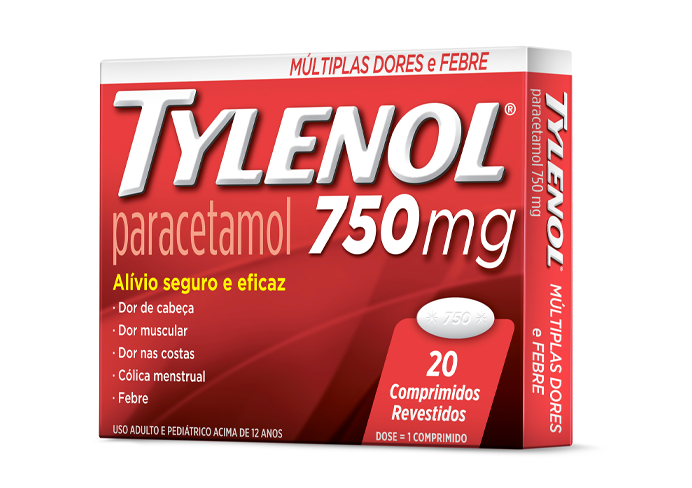 MÚLTIPLAS DORES e FEBRE
TYLENOL®
paracetamol 750 mg
Alívio seguro e eficaz
· Dor de cabeça
· Dor muscular
· Dor nas costas
· Cólica menstrual
· Febre
USO ADULTO E PEDIÁTRICO ACIMA DE 12 ANOS
750
20
Comprimidos
Revestidos
DOSE = 1 COMPRIMIDO
TYLENOL®
paracetamol 750 mg
MÚLTIPLAS DORES
e FEBRE